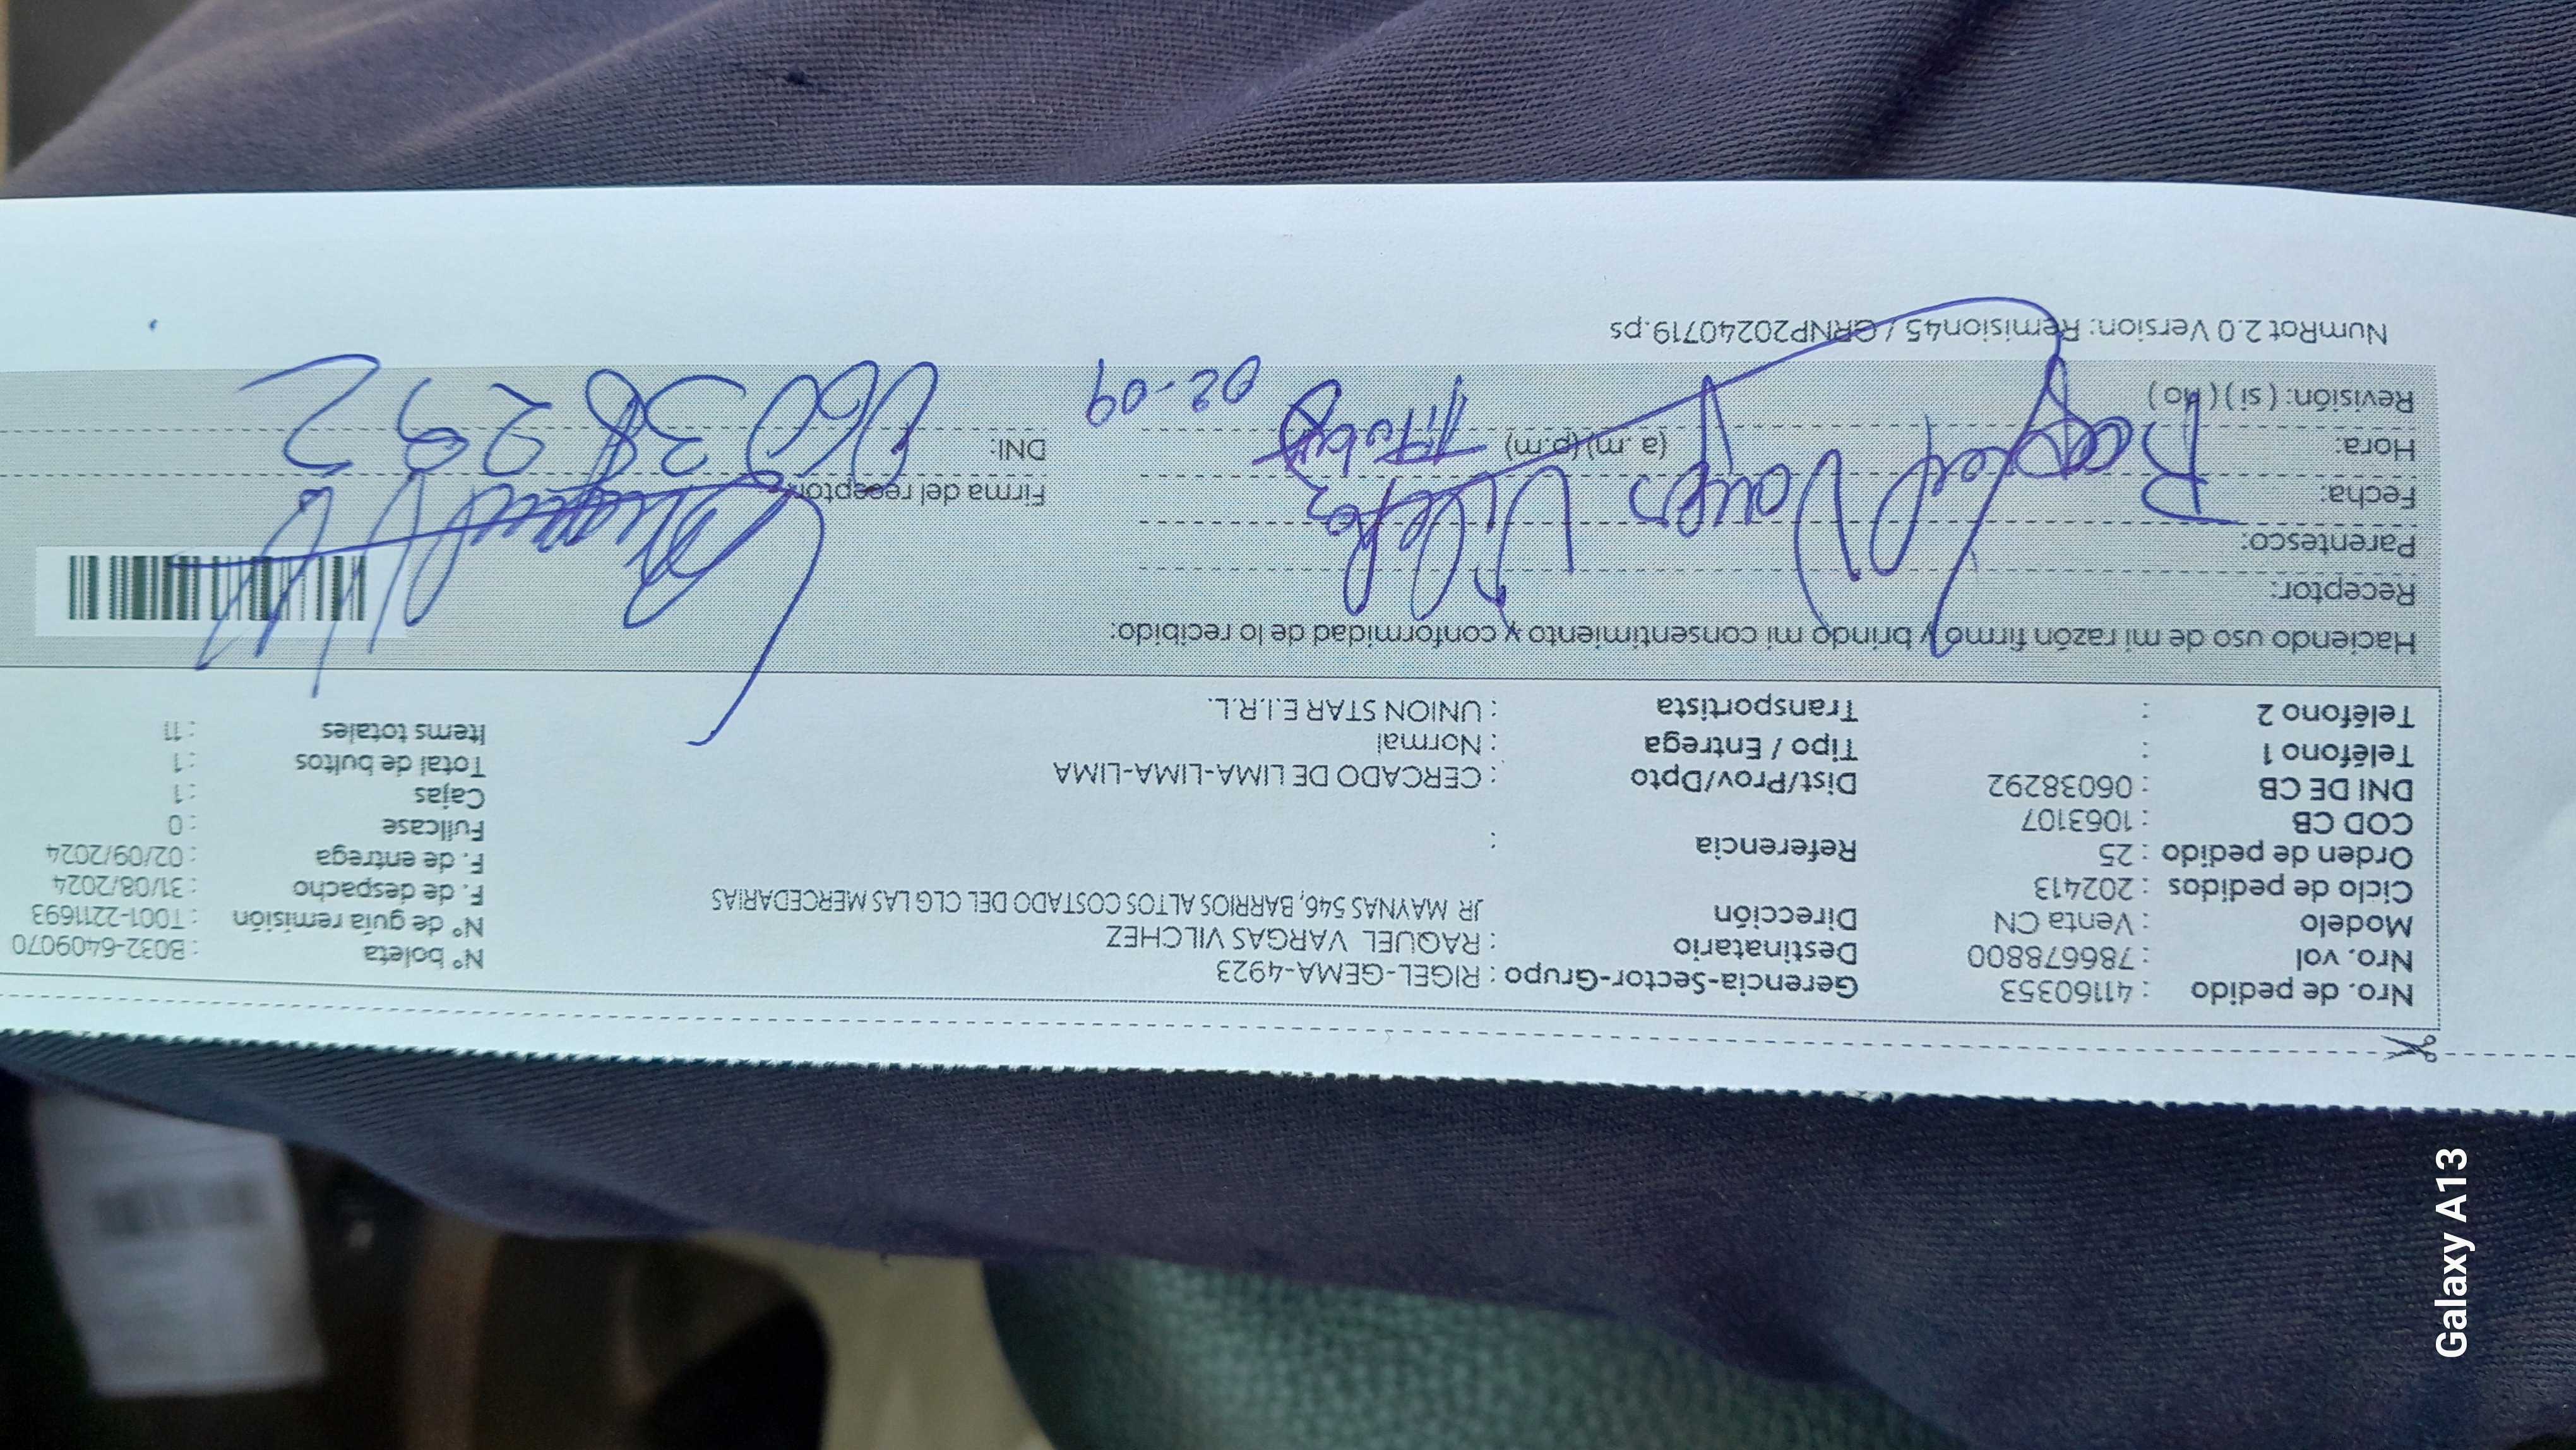 Nro. de pedido : 41160353 Gerencia-Sector-Grupo : RIGEL-GEMA-4923
Nro. vol : 786678800 Destinatario : RAQUEL VARGAS VILCHEZ N° boleta : B032-6409070
Modelo : Venta CN Dirección JR MAYNAS 546, BARRIOS ALTOS COSTADO DEL CLG LAS MERCEDARIAS N° de guía remisión : T001-2211693
Ciclo de pedidos : 202413 F. de despacho : 31/08/2024
Orden de pedido : 25 Referencia : F. de entrega : 02/09/2024
COD CB : 1063107 Fullcase : 0
DNI DE CB : 06038292 Dist/Prov/Dpto : CERCADO DE LIMA-LIMA-LIMA Cajas : 1
Teléfono 1 : Tipo / Entrega : Normal Total de bultos : 1
Teléfono 2 : Transportista : UNION STAR E.I.R.L. Items totales : 11
Haciendo uso de mi razón firmo y brindo mi consentimiento y conformidad de lo recibido:
Receptor:
Parentesco:
Raquel Vargas Vilchez
Fecha: Firma del receptor:
Hora: (a. m) (p.m) Titular DNI: 06038292
Revisión: ( si ) ( no ) 02-09
NumRot 2.0 Version: Remision45 / GRNP20240719.ps
Galaxy A13